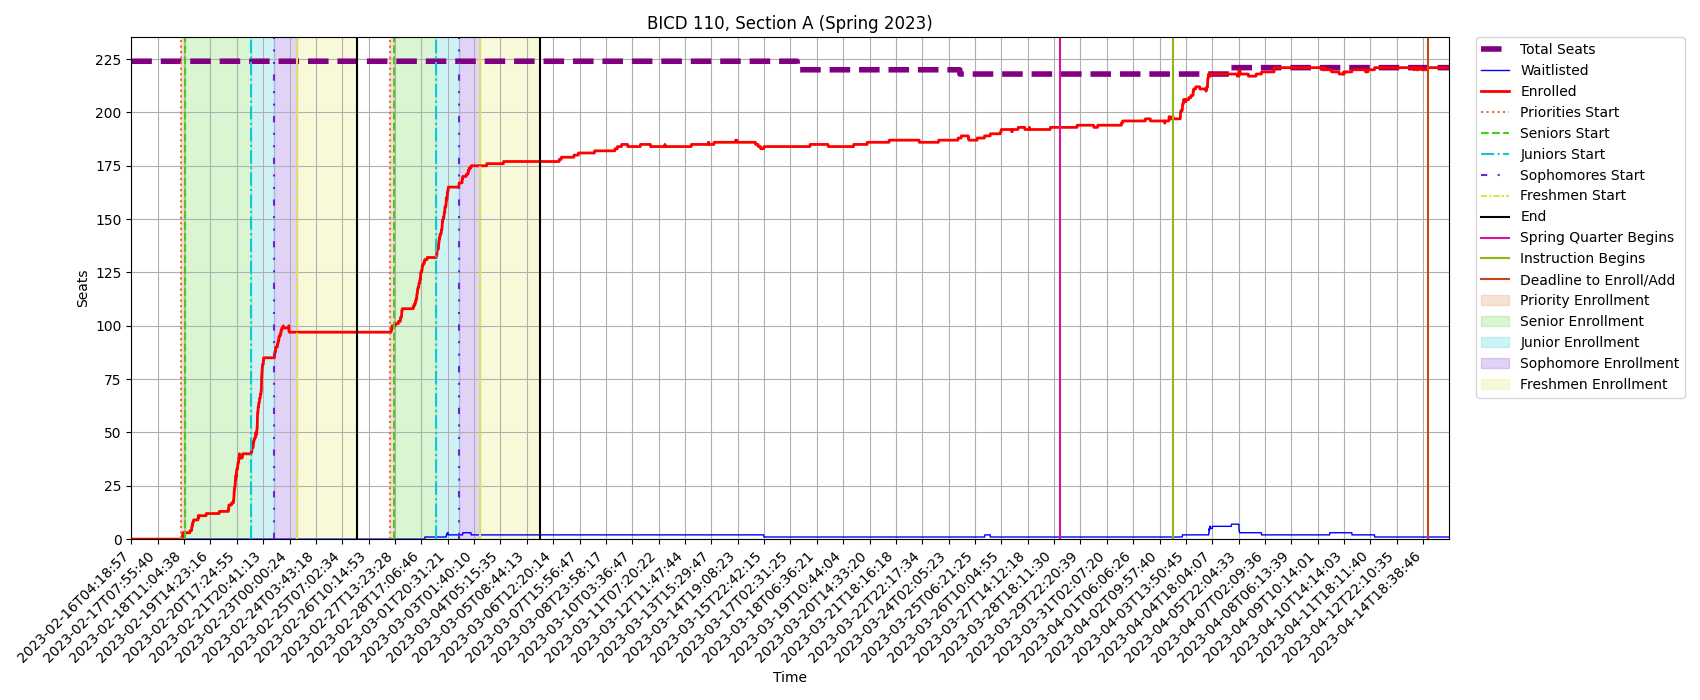 BICD 110, Section A (Spring 2023)
Seats
225
200
175
150
125
100
75
50
25
0
2023-02-16T04:18:57
2023-02-17T07:55:40
2023-02-18T11:04:38
2023-02-19T14:23:16
2023-02-20T17:24:55
2023-02-21T20:41:13
2023-02-23T00:00:24
2023-02-24T03:43:18
2023-02-25T07:02:34
2023-02-26T10:14:53
2023-02-27T13:23:28
2023-02-28T17:06:46
2023-03-01T20:31:21
2023-03-03T01:40:16
2023-03-04T05:15:35
2023-03-05T08:44:13
2023-03-06T12:20:14
2023-03-07T15:56:47
2023-03-08T23:58:17
2023-03-10T03:36:47
2023-03-11T07:20:22
2023-03-12T11:47:44
2023-03-13T15:29:47
2023-03-14T19:08:23
2023-03-15T22:42:15
2023-03-17T02:31:25
2023-03-18T06:36:21
2023-03-19T10:44:04
2023-03-20T14:33:20
2023-03-21T18:16:18
2023-03-22T22:17:34
2023-03-24T02:05:23
2023-03-25T06:21:25
2023-03-26T10:04:55
2023-03-27T14:12:18
2023-03-28T18:11:30
2023-03-29T22:20:39
2023-03-31T02:07:20
2023-04-01T06:06:26
2023-04-02T09:57:40
2023-04-03T13:50:45
2023-04-04T18:04:07
2023-04-05T22:04:33
2023-04-07T02:09:36
2023-04-08T06:13:39
2023-04-09T10:14:01
2023-04-10T14:14:03
2023-04-11T18:11:40
2023-04-12T22:10:35
2023-04-14T18:38:46
Time
Total Seats
Waitlisted
Enrolled
Priorities Start
Seniors Start
Juniors Start
Sophomores Start
Freshmen Start
End
Spring Quarter Begins
Instruction Begins
Deadline to Enroll/Add
Priority Enrollment
Senior Enrollment
Junior Enrollment
Sophomore Enrollment
Freshmen Enrollment